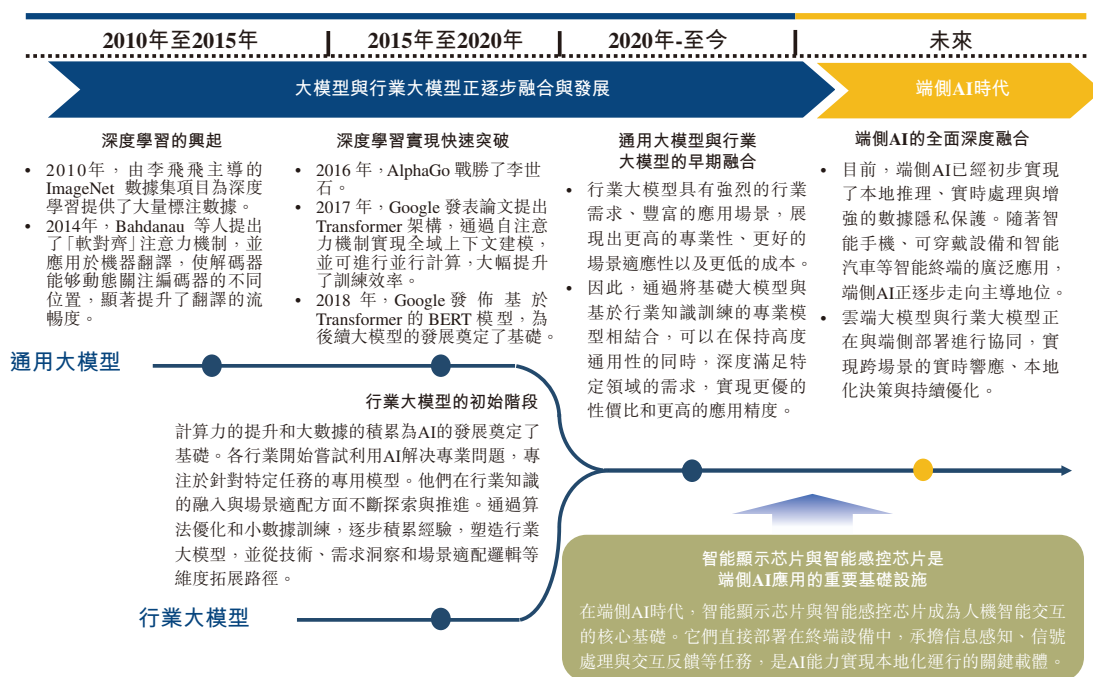 2010年至2015年
2015年至2020年
2020年-至今
未來
大模型與行業大模型正逐步融合與發展
端側AI時代
深度學習的興起
• 2010年，由李飛飛主導的
ImageNet 數據集項目為深度
學習提供了大量標注數據。
• 2014年，Bahdanau 等人提出
了「軟對齊」注意力機制，並
應用於機器翻譯，使解碼器
能夠動態關注編碼器的不同
位置，顯著提升了翻譯的流
暢度。
深度學習實現快速突破
• 2016 年，AlphaGo 戰勝了李世
石。
• 2017 年，Google 發表論文提出
Transformer 架構，通過自注意
力機制實現全域上下文建模，
並可進行並行計算，大幅提升
了訓練效率。
• 2018 年，Google 發佈基於
Transformer 的 BERT 模型，為
後續大模型的發展奠定了基礎。
通用大模型與行業
大模型的早期融合
• 行業大模型具有強烈的行業
需求、豐富的應用場景，展
現出更高的專業性、更好的
場景適應性以及更低的成本。
• 因此，通過將基礎大模型與
基於行業知識訓練的專業模
型相結合，可以在保持高度
通用性的同時，深度滿足特
定領域的需求，實現更優的
性價比和更高的應用精度。
端側AI的全面深度融合
• 目前，端側AI已經初步實現
了本地推理、實時處理與增
強的數據隱私保護。隨著智
能手機、可穿戴設備和智能
汽車等智能終端的廣泛應用，
端側AI正逐步走向主導地位。
• 雲端大模型與行業大模型正
在與端側部署進行協同，實
現跨場景的實時響應、本地
化決策與持續優化。
通用大模型
行業大模型的初始階段
計算力的提升和大數據的積累為AI的發展奠定了
基礎。各行業開始嘗試利用AI解決專業問題，專
注於針對特定任務的專用模型。他們在行業知識
的融入與場景適配方面不斷探索與推進。通過算
法優化和小數據訓練，逐步積累經驗，塑造行業
大模型，並從技術、需求洞察和場景適配邏輯等
維度拓展路徑。
行業大模型
智能顯示芯片與智能感控芯片是
端側AI應用的重要基礎設施
在端側AI時代，智能顯示芯片與智能感控芯片成為人機智能交互
的核心基礎。它們直接部署在終端設備中，承擔信息感知、信號
處理與交互反饋等任務，是AI能力實現本地化運行的關鍵載體。